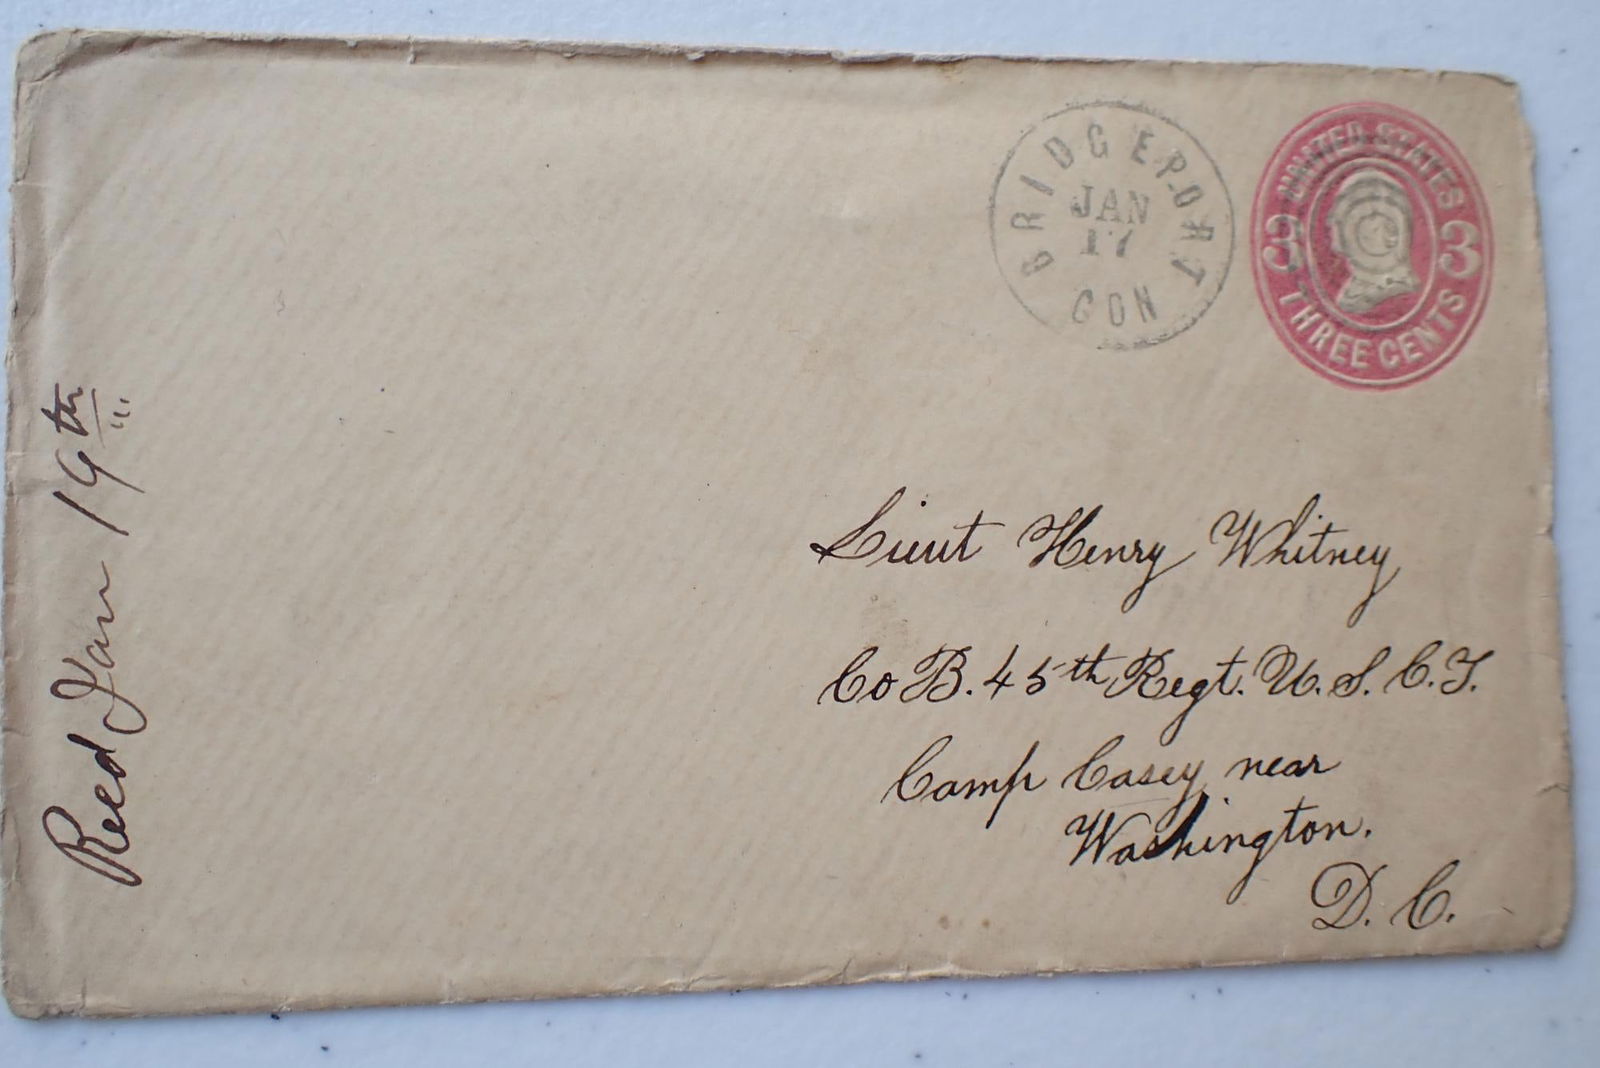 BRIDGEPORT
JAN
17
CON
UNITED STATES
3 3
THREE CENTS
Lieut Henry Whitney
Co B. 45th Regt. U. S. C. T.
Camp Casey near
Washington.
D. C.
Recd Jan 19th